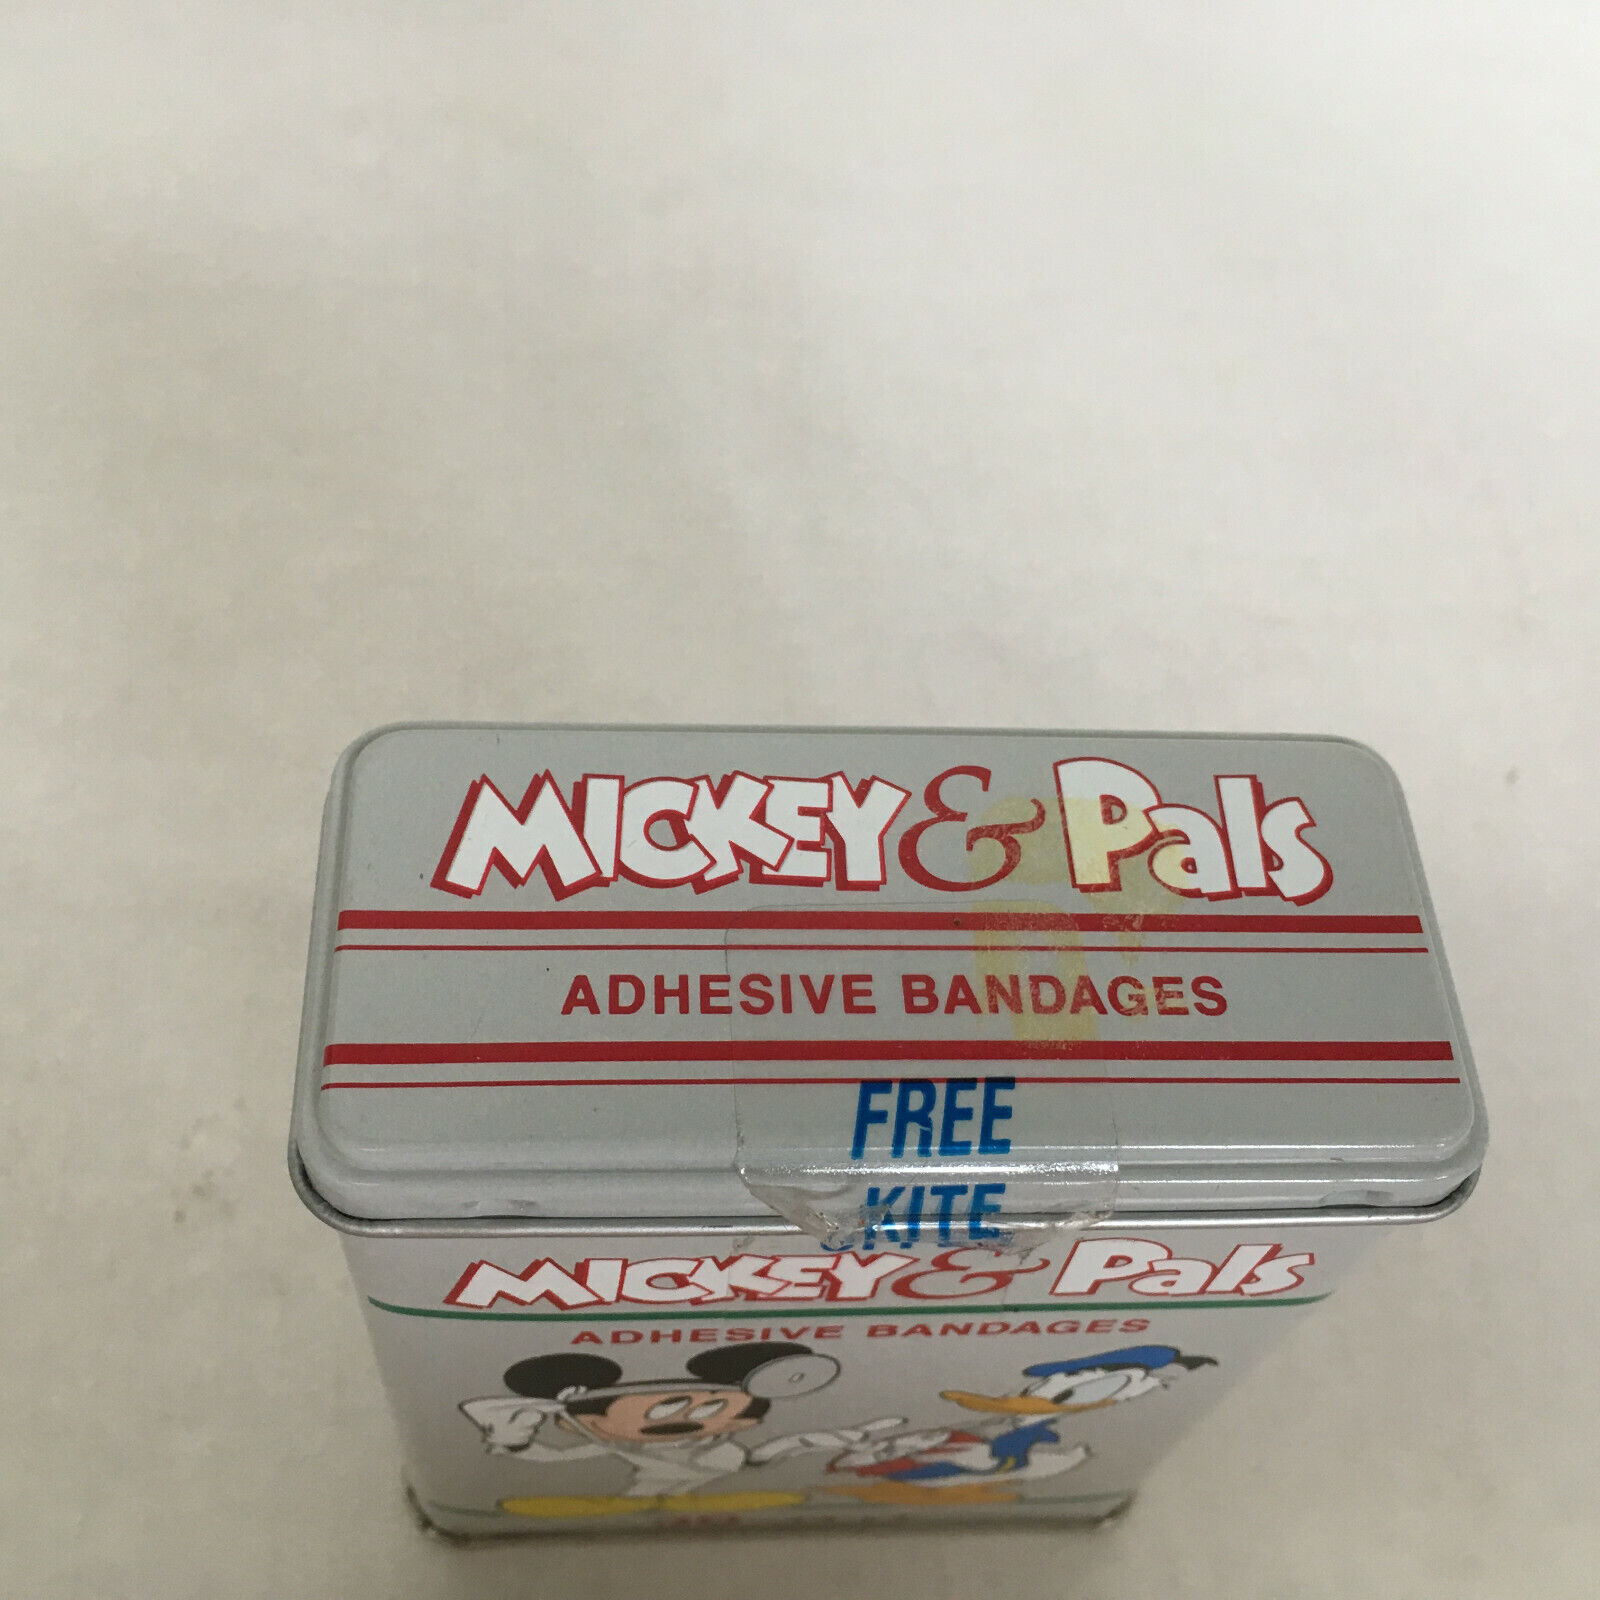 MICKEY & Pals
ADHESIVE BANDAGES
FREE
KITE
MICKEY & Pals
ADHESIVE BANDAGES